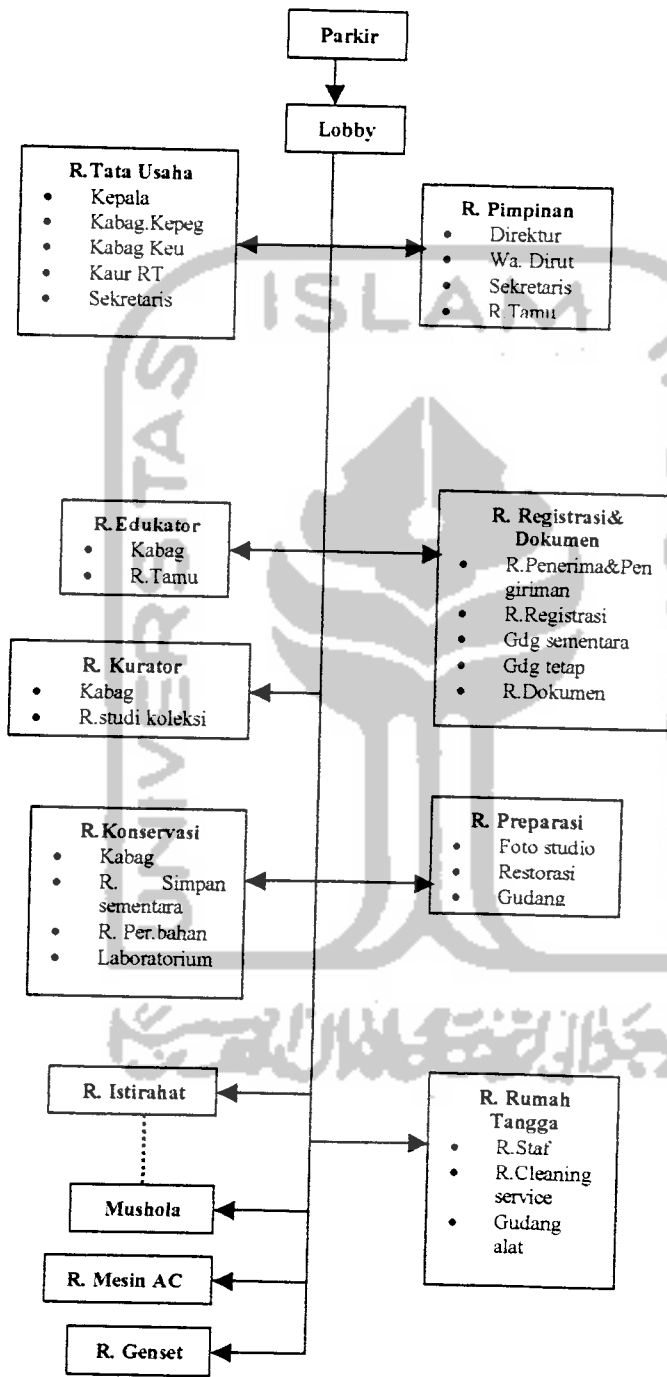 Parkir
Lobby
R.Tata Usaha
• Kepala
• Kabag.Kepeg
• Kabag Keu
• Kaur RT
• Sekretaris
R. Pimpinan
• Direktur
• Wa. Dirut
• Sekretaris
• R.Tamu
R.Edukator
• Kabag
• R.Tamu
R. Registrasi&
Dokumen
• R.Penerima&Pen
giriman
• R.Registrasi
• Gdg sementara
• Gdg tetap
• R.Dokumen
R. Kurator
• Kabag
• R.studi koleksi
R.Konservasi
• Kabag
• R. Simpan
sementara
• R. Per.bahan
• Laboratorium
R. Preparasi
• Foto studio
• Restorasi
• Gudang
R. Istirahat
R. Rumah
Tangga
• R.Staf
• R.Cleaning
service
• Gudang
alat
Mushola
R. Mesin AC
R. Genset
UNIVERSITAS
ISLAM